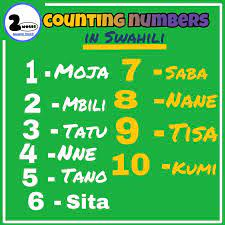 COUNTING NUMBERS
in SWAHILI
1 - MOJA
2 - MBILI
3 - TATU
4 - NNE
5 - TANO
6 - Sita
7 - SABA
8 - NANE
9 - TISA
10 - KUMI